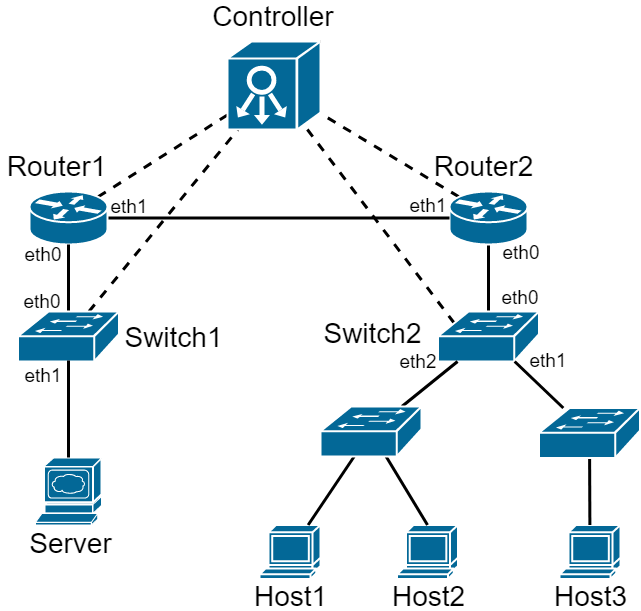 Controller
Router1
Router2
eth1
eth1
eth0
eth0
eth0
eth0
Switch1
Switch2
eth2
eth1
eth1
Server
Host1
Host2
Host3